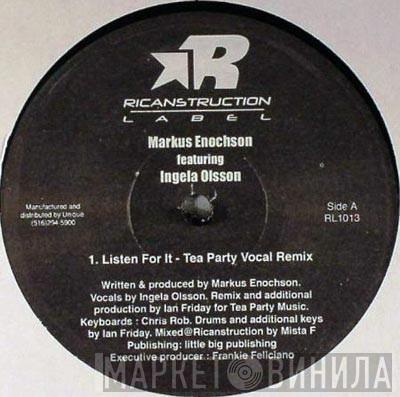 R
RICANSTRUCTION
LABEL
Markus Enochson
featuring
Ingela Olsson
Manufactured and
distributed by Unique
(516)294-5900
Side A
RL1013
1. Listen For It - Tea Party Vocal Remix
Written & produced by Markus Enochson.
Vocals by Ingela Olsson. Remix and additional
production by Ian Friday for Tea Party Music.
Keyboards : Chris Rob. Drums and additional keys
by Ian Friday. Mixed@Ricanstruction by Mista F
Publishing: little big publishing
Executive producer : Frankie Feliciano
МАРКЕТ ВИНИЛА